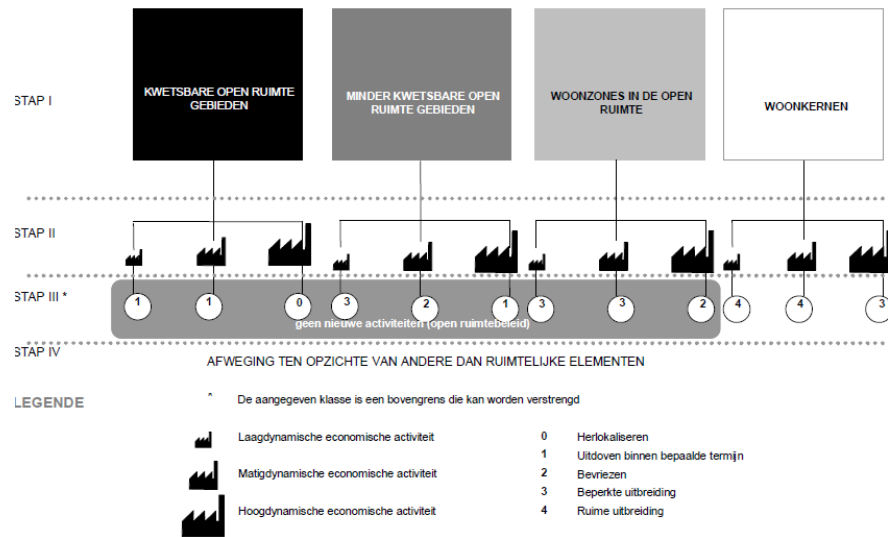 KWETSBARE OPEN RUIMTE
GEBIEDEN
MINDER KWETSBARE OPEN
RUIMTE GEBIEDEN
WOONZONES IN DE OPEN
RUIMTE
WOONKERNEN
STAP I
STAP II
STAP III *
1 1 0 3 2 1 3 3 2 4 4 3
geen nieuwe activiteiten (open ruimtebeleid)
STAP IV
AFWEGING TEN OPZICHTE VAN ANDERE DAN RUIMTELIJKE ELEMENTEN
LEGENDE
* De aangegeven klasse is een bovengrens die kan worden verstrengd
Laagdynamische economische activiteit
Matigdynamische economische activiteit
Hoogdynamische economische activiteit
0 Herlokaliseren
1 Uitdoven binnen bepaalde termijn
2 Bevriezen
3 Beperkte uitbreiding
4 Ruime uitbreiding